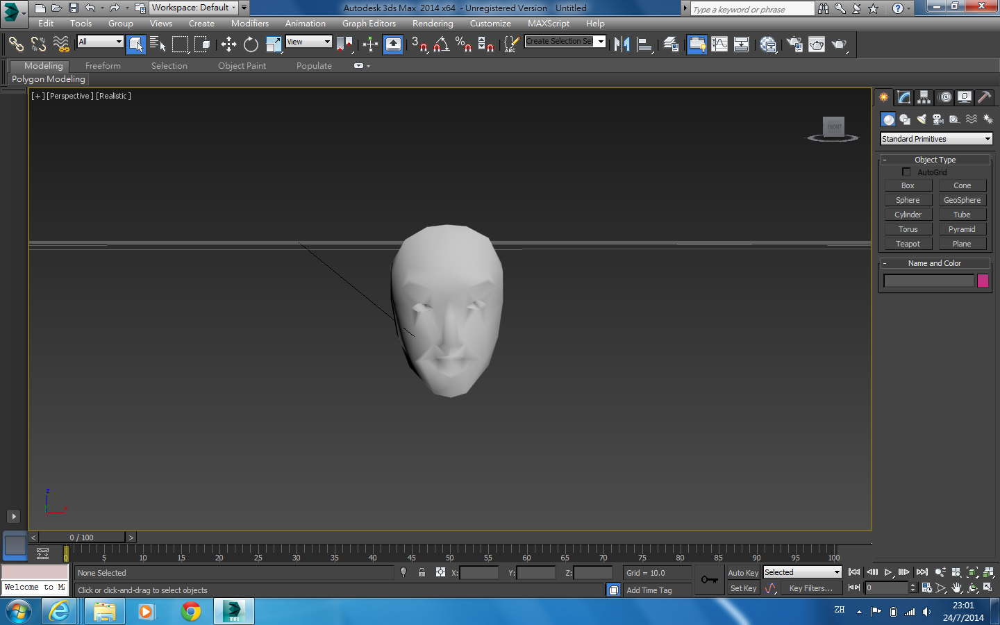 Workspace: Default
Autodesk 3ds Max 2014 x64 - Unregistered Version Untitled
Type a keyword or phrase
Edit Tools Group Views Create Modifiers Animation Graph Editors Rendering Customize MAXScript Help
All
View
3
ABC
Create Selection Set
Modeling Freeform Selection Object Paint Populate
Polygon Modeling
[+] [Perspective ] [Realistic ]
FRONT
Standard Primitives
- Object Type
AutoGrid
Box Cone
Sphere GeoSphere
Cylinder Tube
Torus Pyramid
Teapot Plane
- Name and Color
z
x
< 0 / 100 >
0 5 10 15 20 25 30 35 40 45 50 55 60 65 70 75 80 85 90 95 100
None Selected X: Y: Z: Grid = 10.0 Auto Key Selected
Welcome to MA
Click or click-and-drag to select objects Add Time Tag Set Key Key Filters... 0
MAX
ZH
23:01
24/7/2014